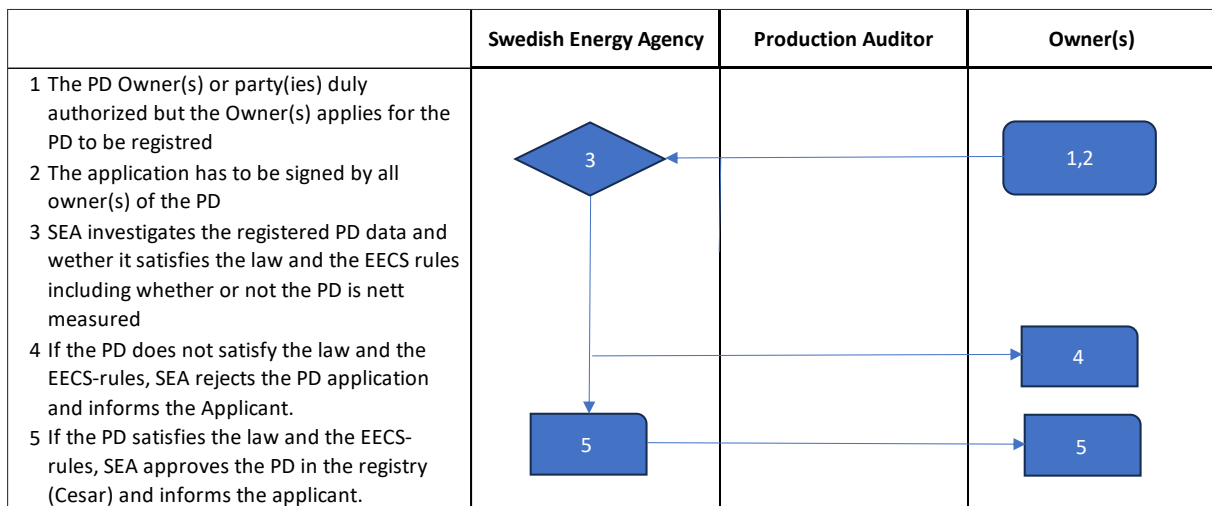 Swedish Energy Agency Production Auditor Owner(s)
1 The PD Owner(s) or party(ies) duly
authorized but the Owner(s) applies for the
PD to be registred
2 The application has to be signed by all
owner(s) of the PD
3 SEA investigates the registered PD data and
wether it satisfies the law and the EECS rules
including whether or not the PD is nett
measured
4 If the PD does not satisfy the law and the
EECS-rules, SEA rejects the PD application
and informs the Applicant.
5 If the PD satisfies the law and the EECS-
rules, SEA approves the PD in the registry
(Cesar) and informs the applicant.
3
1,2
4
5
5